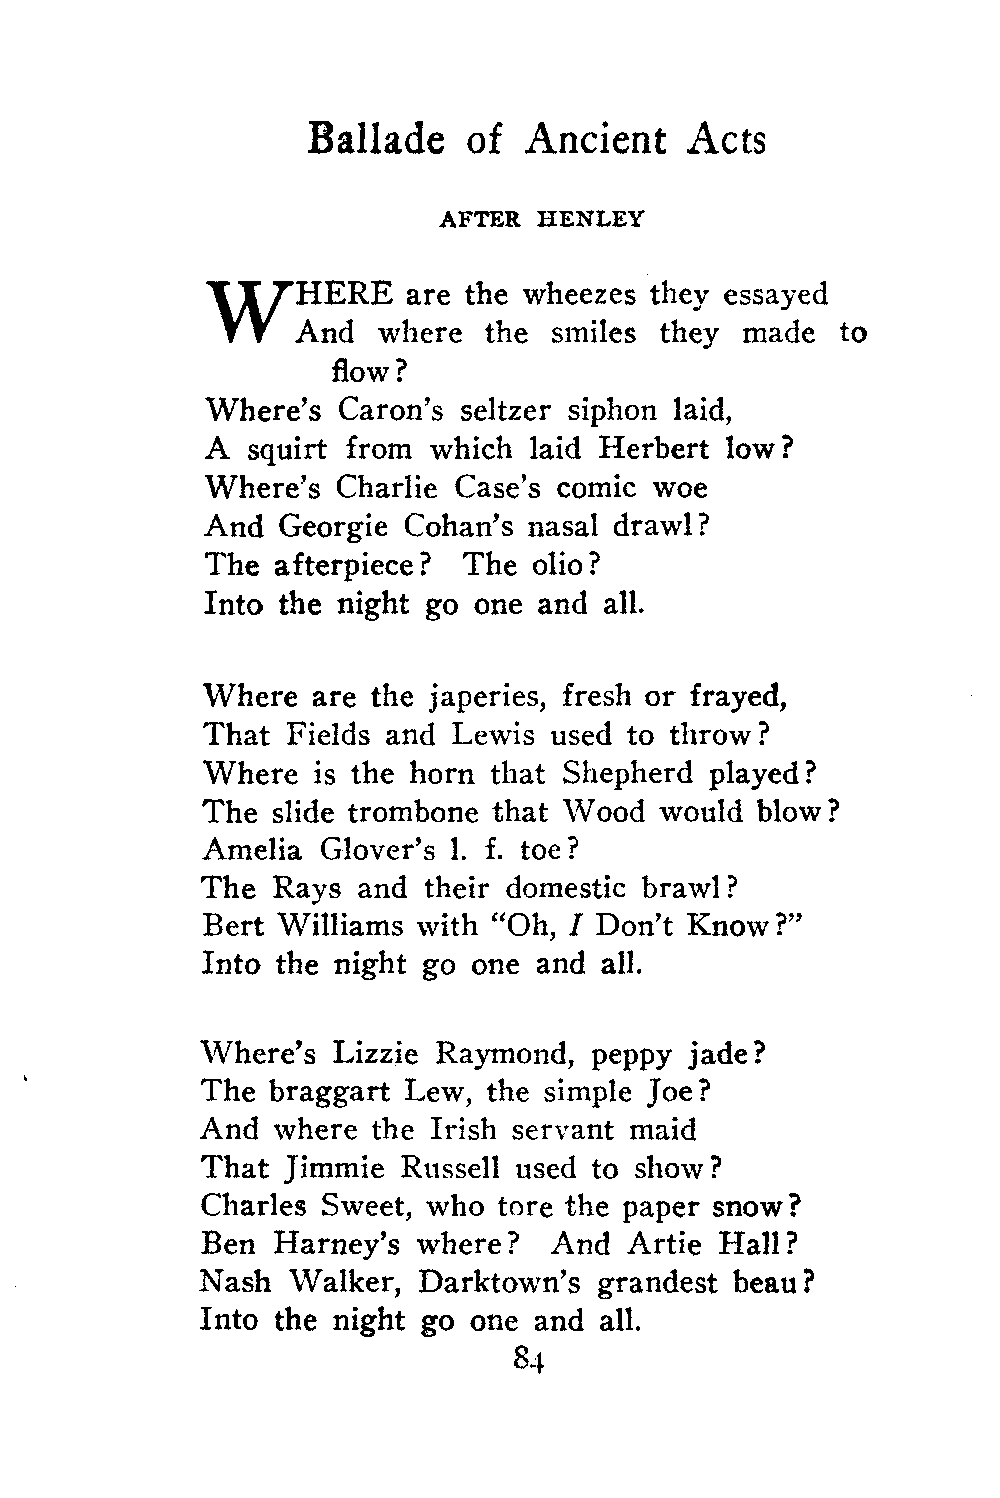 Ballade of Ancient Acts
AFTER HENLEY
WHERE are the wheezes they essayed
And where the smiles they made to
flow?
Where's Caron's seltzer siphon laid,
A squirt from which laid Herbert low?
Where's Charlie Case's comic woe
And Georgie Cohan's nasal drawl?
The afterpiece? The olio?
Into the night go one and all.
Where are the japeries, fresh or frayed,
That Fields and Lewis used to throw?
Where is the horn that Shepherd played?
The slide trombone that Wood would blow?
Amelia Glover's l. f. toe?
The Rays and their domestic brawl?
Bert Williams with “Oh, I Don't Know?”
Into the night go one and all.
Where's Lizzie Raymond, peppy jade?
The braggart Lew, the simple Joe?
And where the Irish servant maid
That Jimmie Russell used to show?
Charles Sweet, who tore the paper snow?
Ben Harney's where? And Artie Hall?
Nash Walker, Darktown's grandest beau?
Into the night go one and all.
84